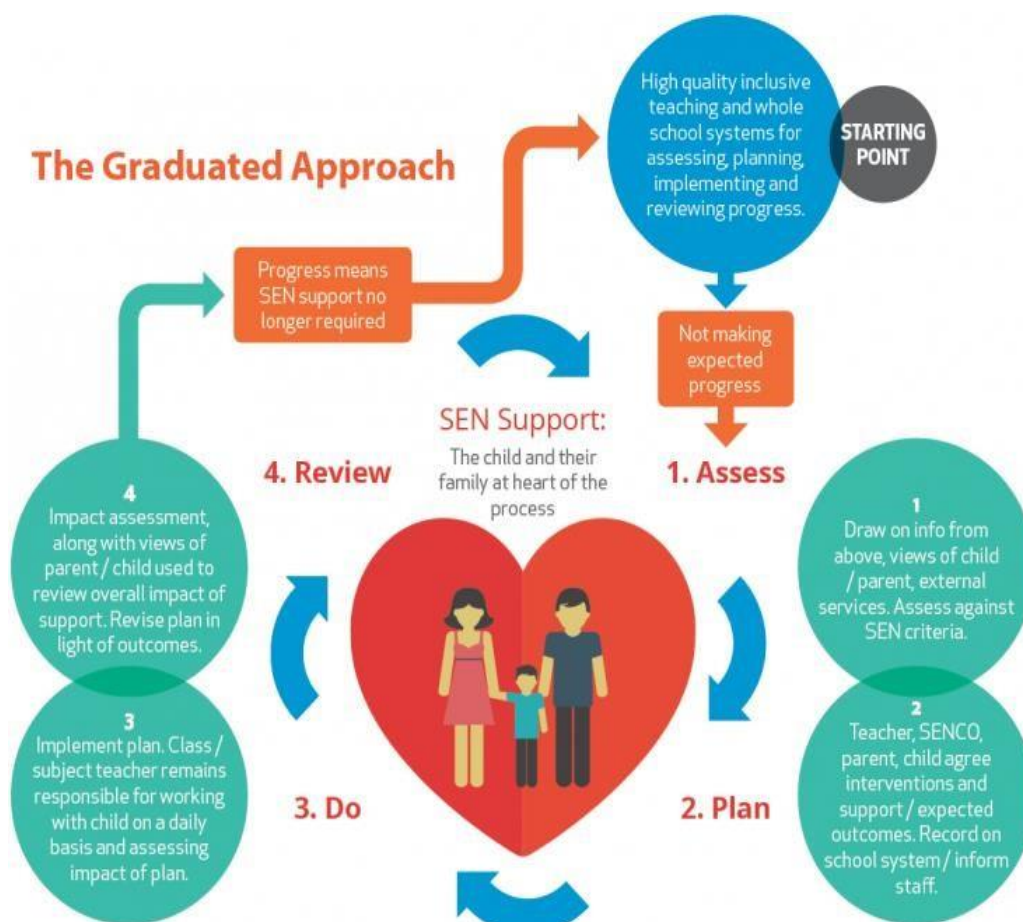 The Graduated Approach
High quality inclusive
teaching and whole
school systems for
assessing, planning,
implementing and
reviewing progress.
STARTING
POINT
Progress means
SEN support no
longer required
Not making
expected
progress
SEN Support:
The child and their
family at heart of the
process
4. Review
1. Assess
4
Impact assessment,
along with views of
parent / child used to
review overall impact of
support. Revise plan in
light of outcomes.
1
Draw on info from
above, views of child
/ parent, external
services. Assess against
SEN criteria.
3
Implement plan. Class /
subject teacher remains
responsible for working
with child on a daily
basis and assessing
impact of plan.
3. Do
2. Plan
2
Teacher, SENCO,
parent, child agree
interventions and
support / expected
outcomes. Record on
school system / inform
staff.